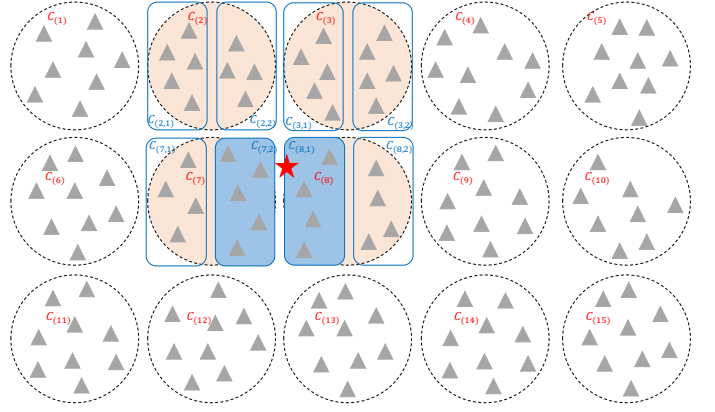 C(1)
C(2)
C(3)
C(4)
C(5)
C(2,1)
C(2,2)
C(3,1)
C(3,2)
C(7,1)
C(7,2)
C(8,1)
C(8,2)
C(6)
C(7)
C(8)
C(9)
C(10)
C(11)
C(12)
C(13)
C(14)
C(15)